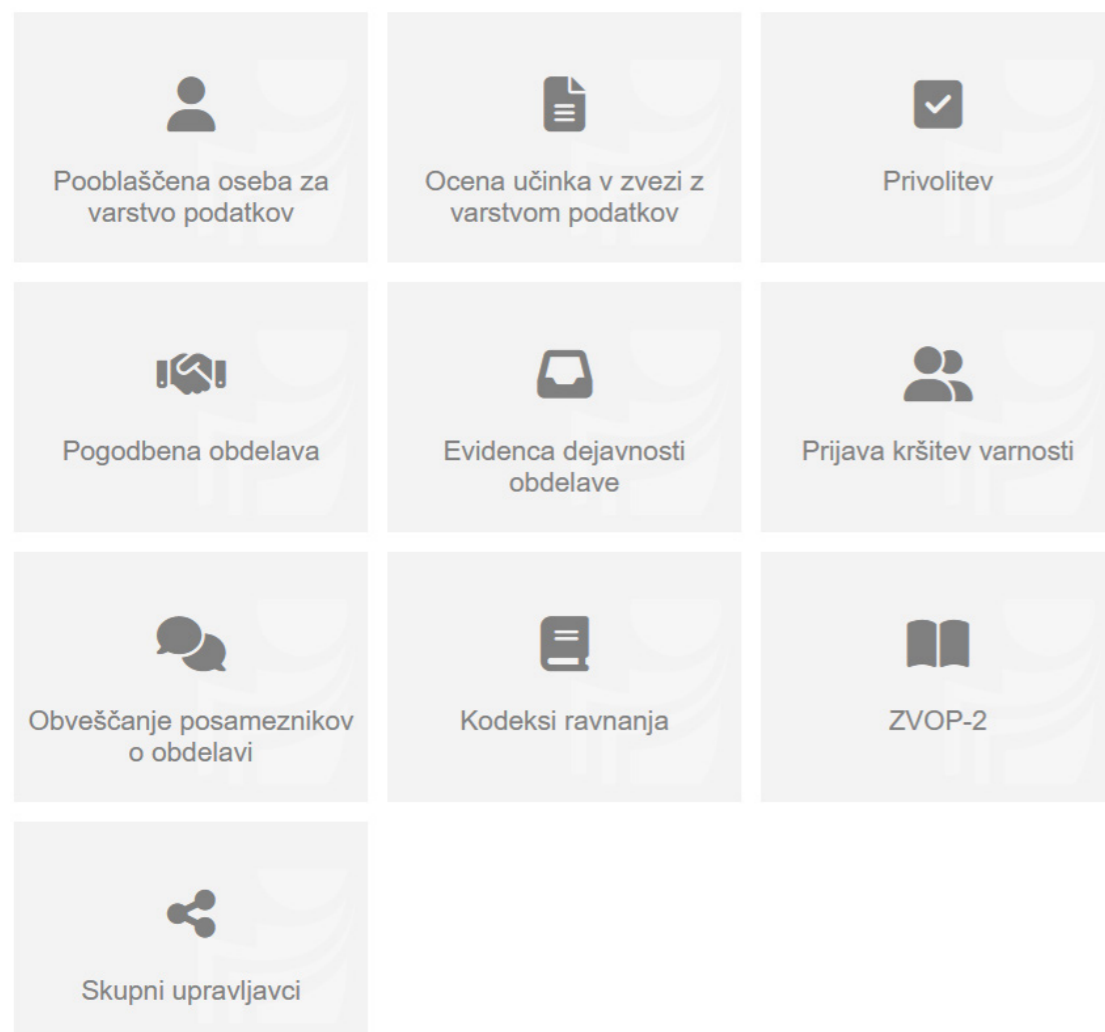 Pooblaščena oseba za
varstvo podatkov
Ocena učinka v zvezi z
varstvom podatkov
Privolitev
Pogodbena obdelava
Evidenca dejavnosti
obdelave
Prijava kršitev varnosti
Obveščanje posameznikov
o obdelavi
Kodeksi ravnanja
ZVOP-2
Skupni upravljavci